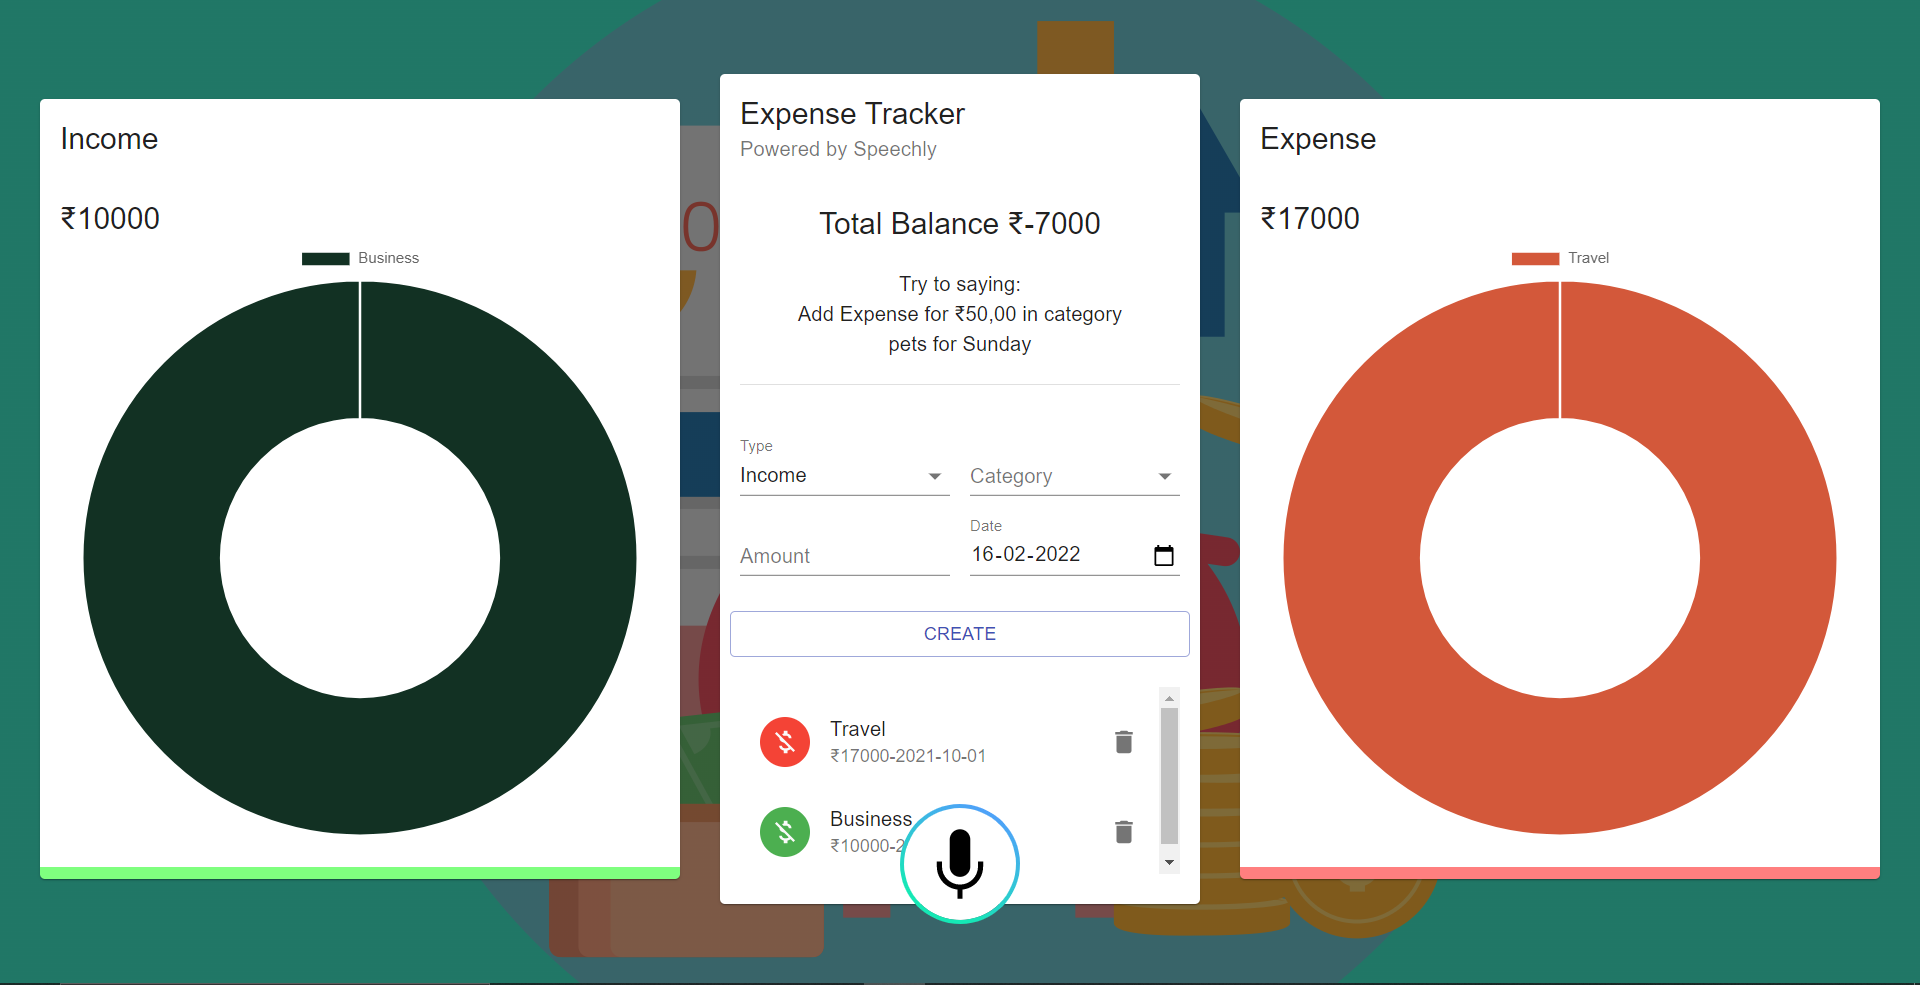 Income
₹10000
Business
Expense Tracker
Powered by Speechly
Total Balance ₹-7000
Try to saying:
Add Expense for ₹50,00 in category
pets for Sunday
Type
Income
Category
Amount
Date
16-02-2022
CREATE
Travel
₹17000-2021-10-01
Business
₹10000-2
Expense
₹17000
Travel
0